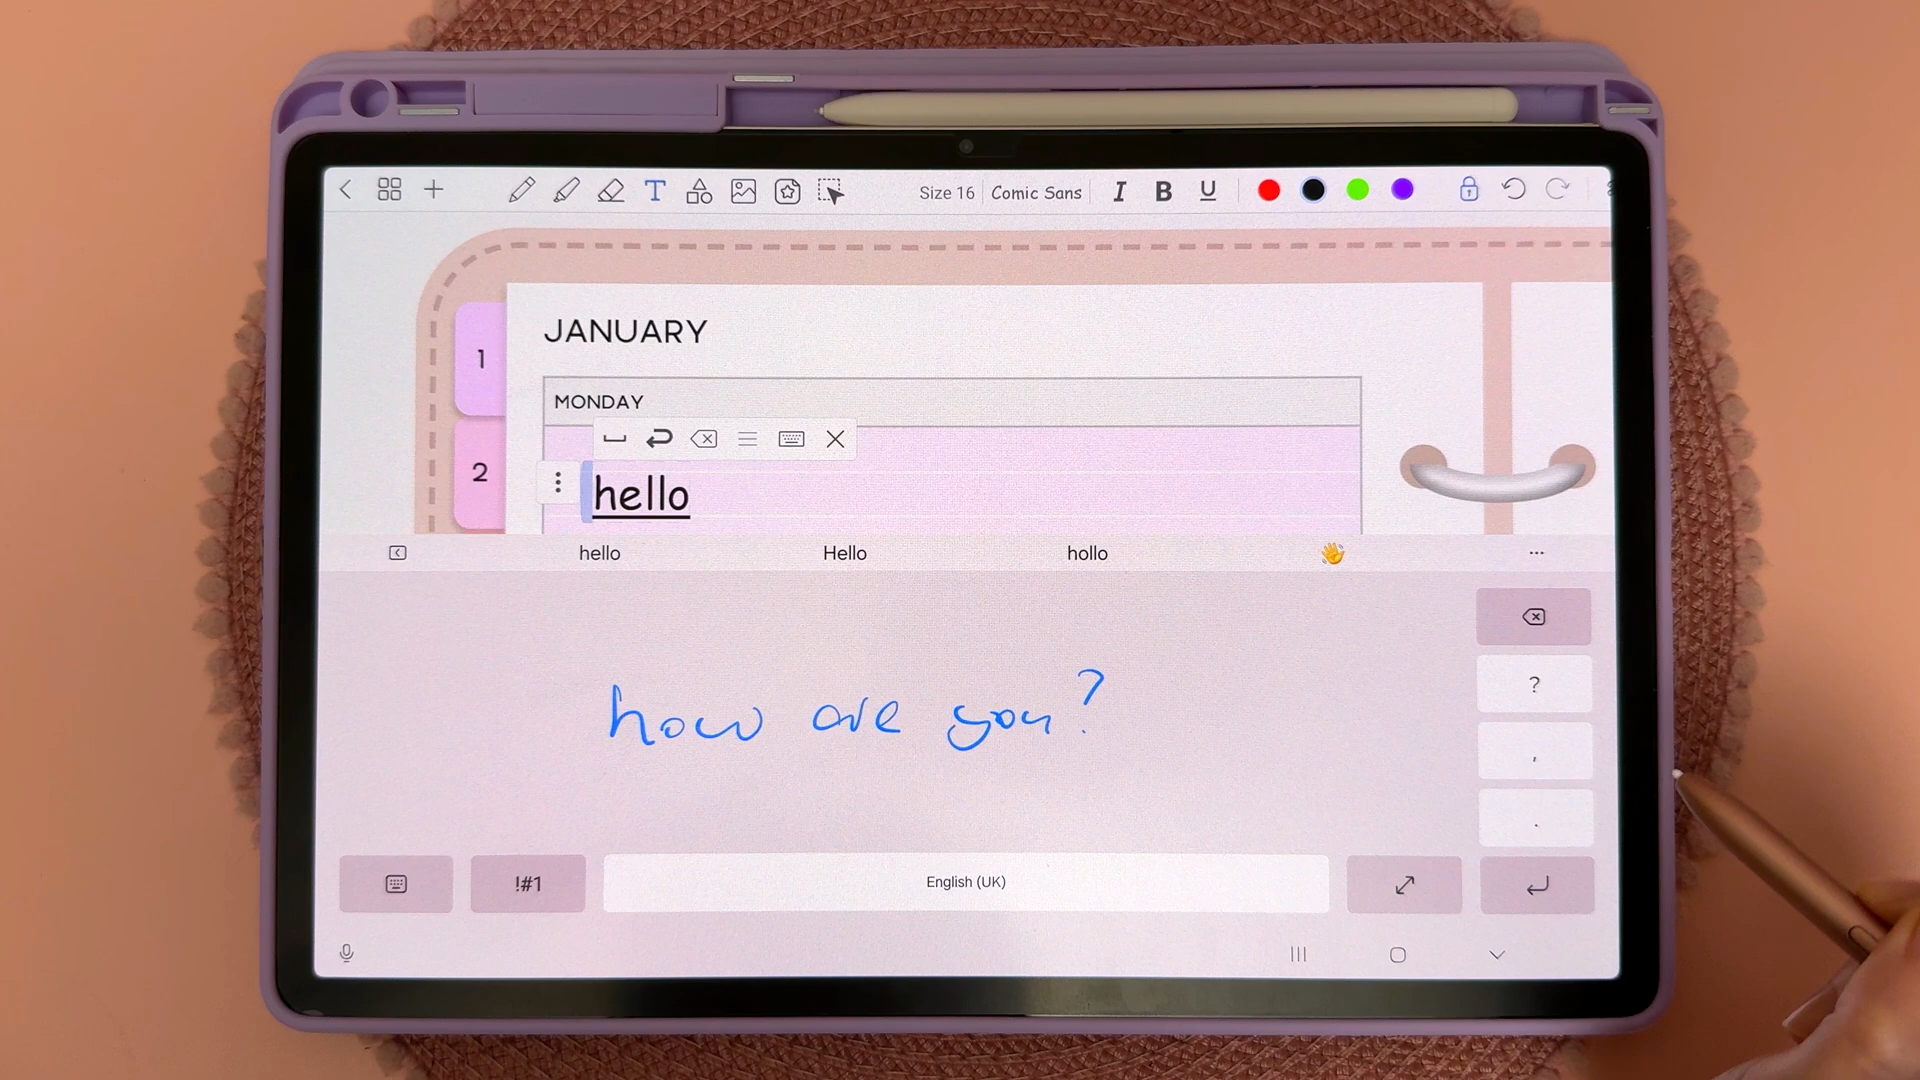 Size 16 Comic Sans I B U
JANUARY
1
MONDAY
2
hello
hello Hello hollo
how are you?
?
,
.
!#1 English (UK)